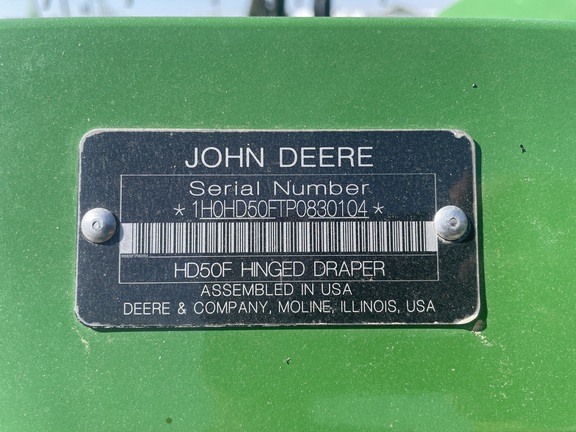 JOHN DEERE
Serial Number
*1H0HD50FTP0830104*
HD50F HINGED DRAPER
ASSEMBLED IN USA
DEERE & COMPANY, MOLINE, ILLINOIS, USA